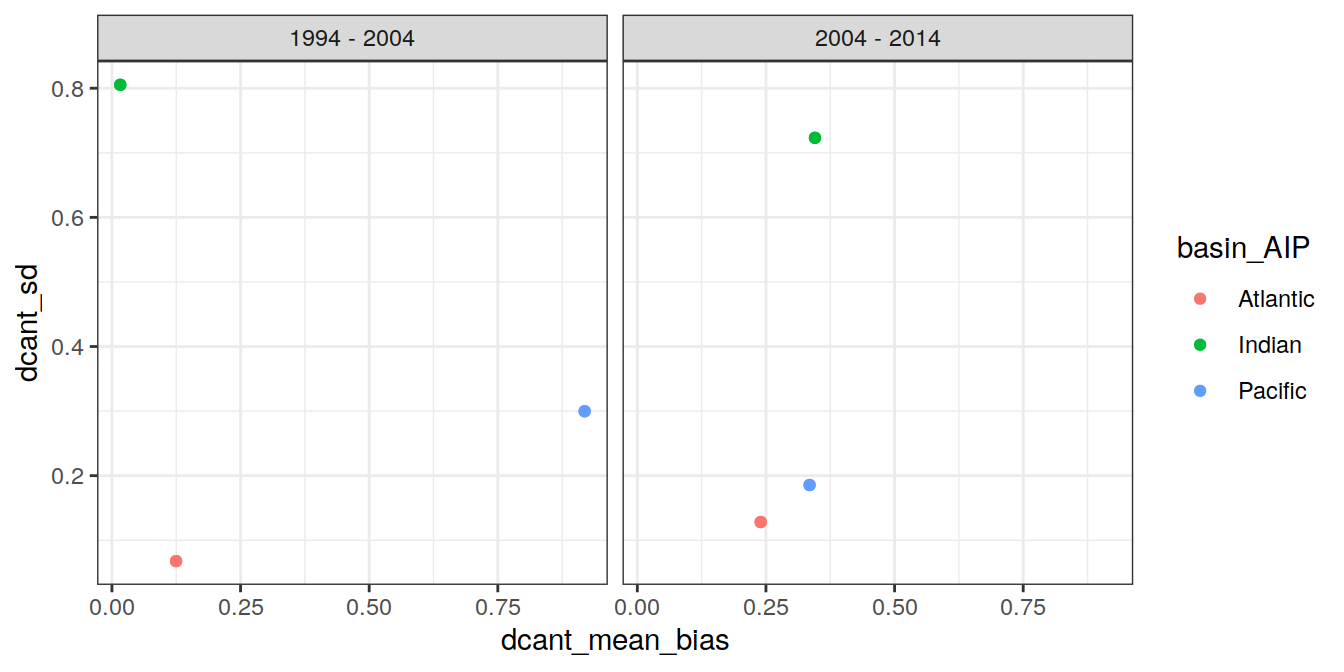 1994 - 2004
2004 - 2014
0.8
0.6
0.4
0.2
dcant_sd
0.00 0.25 0.50 0.75
0.00 0.25 0.50 0.75
dcant_mean_bias
basin_AIP
Atlantic
Indian
Pacific